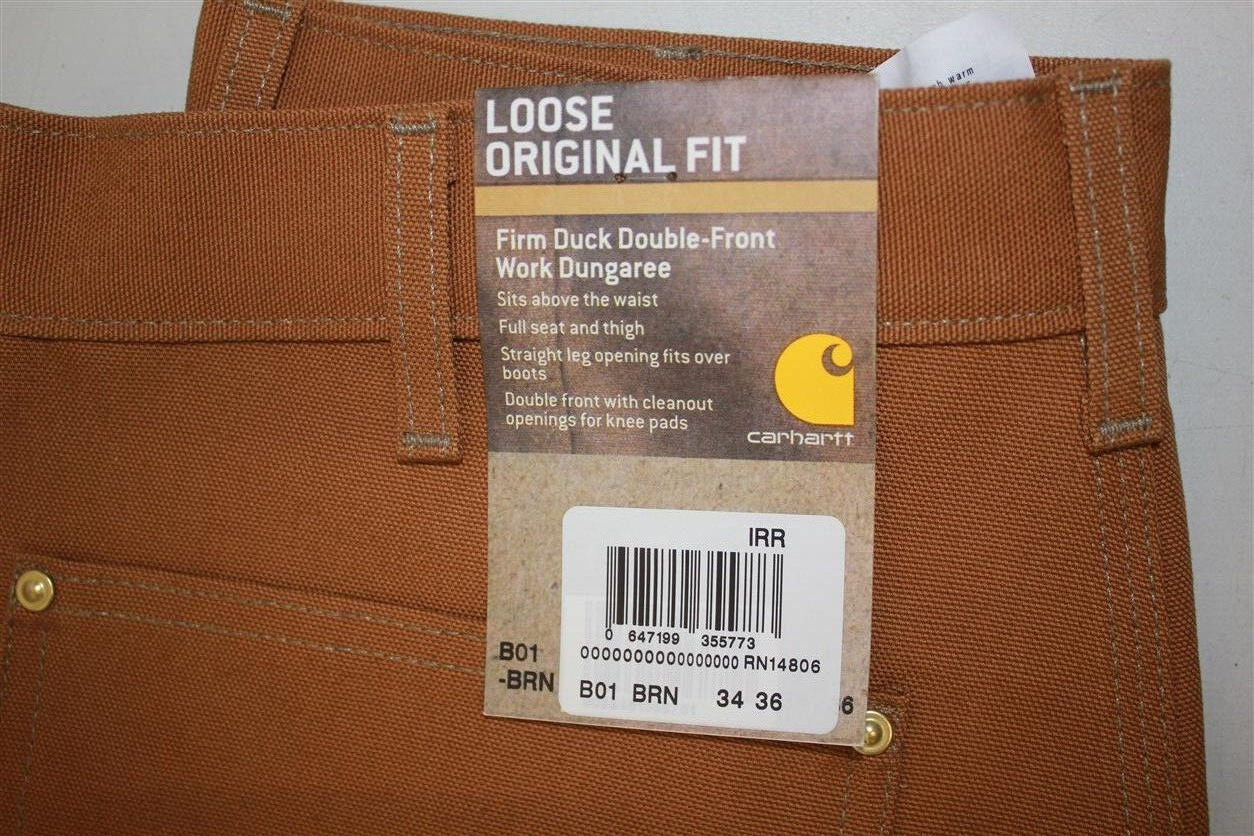 h warm
LOOSE
ORIGINAL FIT
Firm Duck Double-Front
Work Dungaree
Sits above the waist
Full seat and thigh
Straight leg opening fits over
boots
Double front with cleanout
openings for knee pads
carhartt
IRR
0 647199 355773
0000000000000000 RN14806
B01
-BRN
B01 BRN 34 36
6